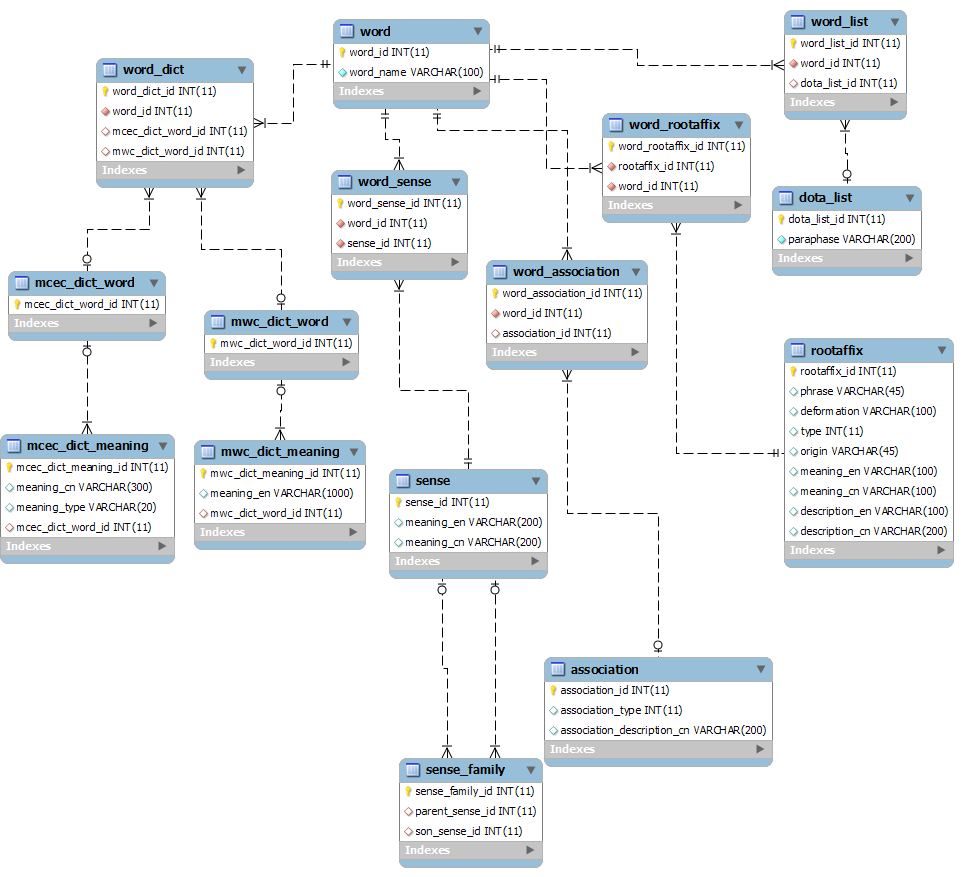 word
word_id INT(11)
word_name VARCHAR(100)
Indexes
word_list
word_list_id INT(11)
word_id INT(11)
dota_list_id INT(11)
Indexes
word_dict
word_dict_id INT(11)
word_id INT(11)
mcec_dict_word_id INT(11)
mwc_dict_word_id INT(11)
Indexes
word_rootaffix
word_rootaffix_id INT(11)
rootaffix_id INT(11)
word_id INT(11)
Indexes
word_sense
word_sense_id INT(11)
word_id INT(11)
sense_id INT(11)
Indexes
dota_list
dota_list_id INT(11)
paraphase VARCHAR(200)
Indexes
word_association
word_association_id INT(11)
word_id INT(11)
association_id INT(11)
Indexes
mcec_dict_word
mcec_dict_word_id INT(11)
Indexes
mwc_dict_word
mwc_dict_word_id INT(11)
Indexes
rootaffix
rootaffix_id INT(11)
phrase VARCHAR(45)
deformation VARCHAR(100)
type INT(11)
origin VARCHAR(45)
meaning_en VARCHAR(100)
meaning_cn VARCHAR(100)
description_en VARCHAR(100)
description_cn VARCHAR(200)
Indexes
mcec_dict_meaning
mcec_dict_meaning_id INT(11)
meaning_cn VARCHAR(300)
meaning_type VARCHAR(20)
mcec_dict_word_id INT(11)
Indexes
mwc_dict_meaning
mwc_dict_meaning_id INT(11)
meaning_en VARCHAR(1000)
mwc_dict_word_id INT(11)
Indexes
sense
sense_id INT(11)
meaning_en VARCHAR(200)
meaning_cn VARCHAR(200)
Indexes
association
association_id INT(11)
association_type INT(11)
association_description_cn VARCHAR(200)
Indexes
sense_family
sense_family_id INT(11)
parent_sense_id INT(11)
son_sense_id INT(11)
Indexes